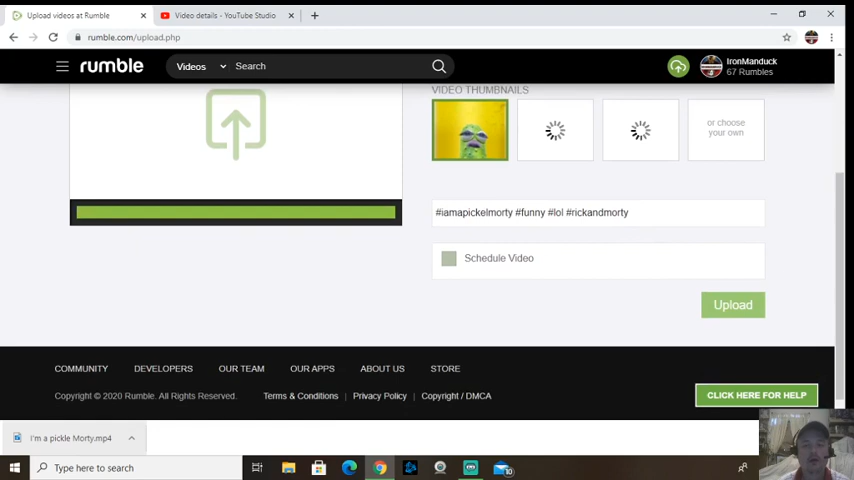 Upload videos at Rumble
Video details - YouTube Studio
rumble.com/upload.php
rumble
Videos
Search
IronManduck
67 Rumbles
VIDEO THUMBNAILS
or choose
your own
#iamapickelmorty #funny #lol #rickandmorty
Schedule Video
Upload
COMMUNITY
DEVELOPERS
OUR TEAM
OUR APPS
ABOUT US
STORE
Copyright © 2020 Rumble. All Rights Reserved.
Terms & Conditions | Privacy Policy | Copyright / DMCA
CLICK HERE FOR HELP
I'm a pickle Morty.mp4
Type here to search
10